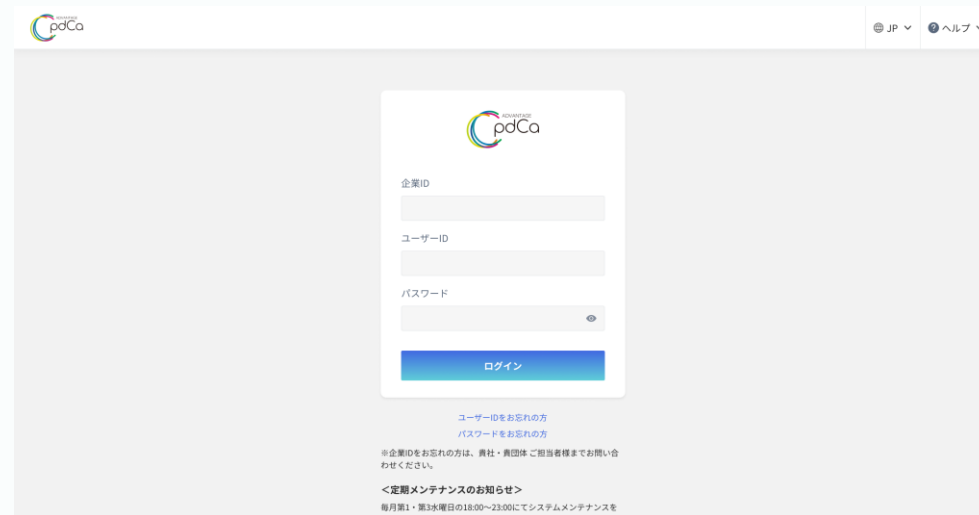 ADVANTAGE
pdCa
JP
ヘルプ
ADVANTAGE
pdCa
企業ID
ユーザーID
パスワード
ログイン
ユーザーIDをお忘れの方
パスワードをお忘れの方
※企業IDをお忘れの方は、貴社・貴団体 ご担当者様までお問い合
わせください。
<定期メンテナンスのお知らせ>
毎月第1・第3水曜日の18:00〜23:00にてシステムメンテナンスを